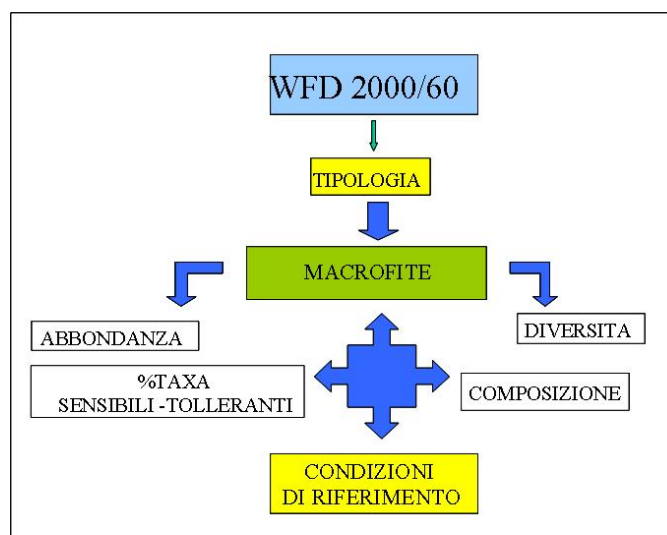 WFD 2000/60
TIPOLOGIA
MACROFITE
ABBONDANZA
DIVERSITA
%TAXA
SENSIBILI -TOLLERANTI
COMPOSIZIONE
CONDIZIONI
DI RIFERIMENTO